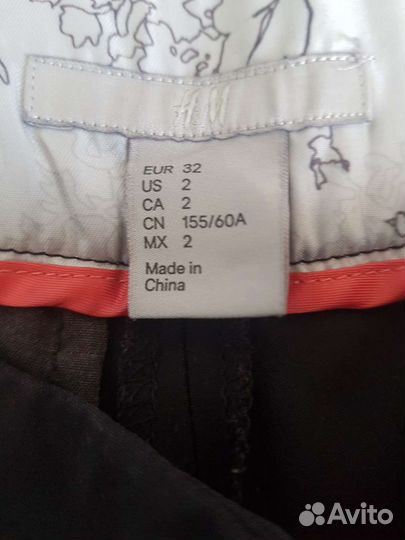 H&M
EUR 32
US 2
CA 2
CN 155/60A
MX 2
Made in
China
Avito